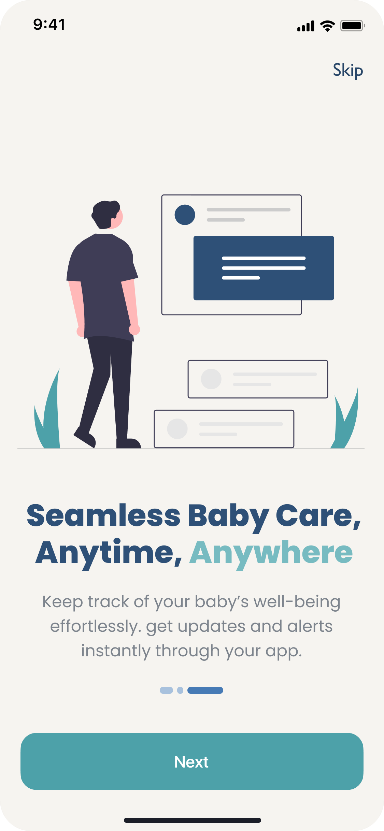 9:41
Skip
Seamless Baby Care,
Anytime, Anywhere
Keep track of your baby’s well-being
effortlessly. get updates and alerts
instantly through your app.
Next